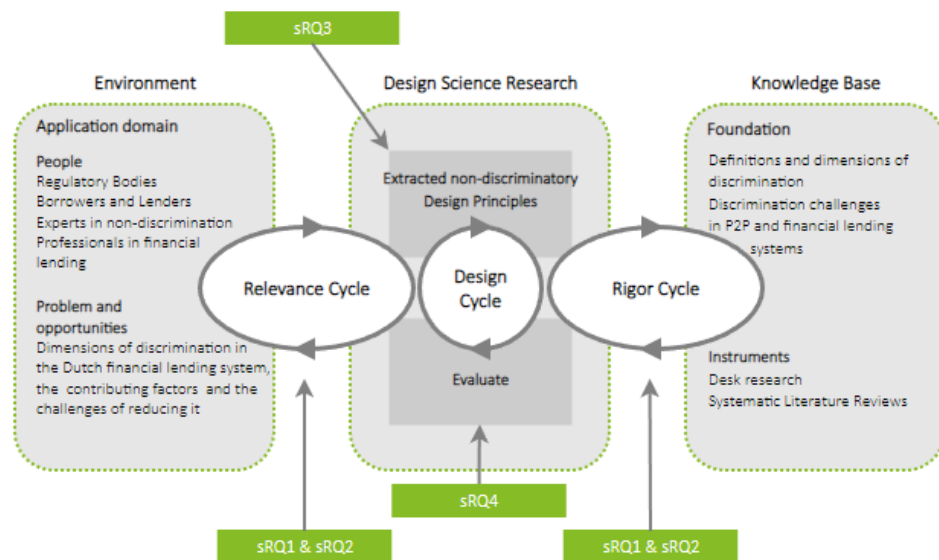 sRQ3
Environment
Design Science Research
Knowledge Base
Application domain
People
Regulatory Bodies
Borrowers and Lenders
Experts in non-discrimination
Professionals in financial
lending
Problem and
opportunities
Dimensions of discrimination in
the Dutch financial lending system,
the contributing factors and the
challenges of reducing it
Relevance Cycle
Extracted non-discriminatory
Design Principles
Design
Cycle
Evaluate
Rigor Cycle
Foundation
Definitions and dimensions of
discrimination
Discrimination challenges
in P2P and financial lending
systems
Instruments
Desk research
Systematic Literature Reviews
sRQ4
sRQ1 & sRQ2
sRQ1 & sRQ2